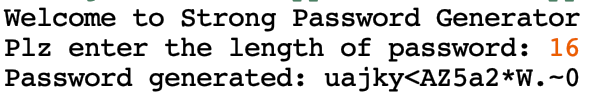 Welcome to Strong Password Generator
Plz enter the length of password: 16
Password generated: uajky<AZ5a2*W.~0